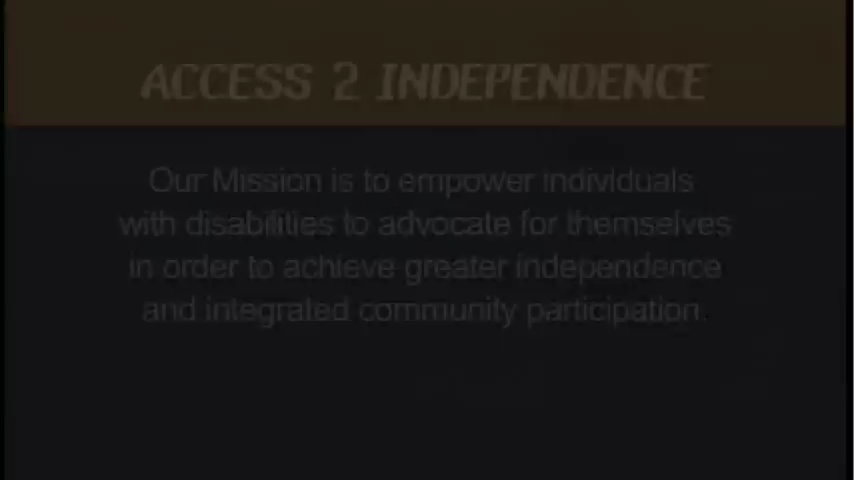 ACCESS 2 INDEPENDENCE
Our Mission is to empower individuals
with disabilities to advocate for themselves
in order to achieve greater independence
and integrated community participation.